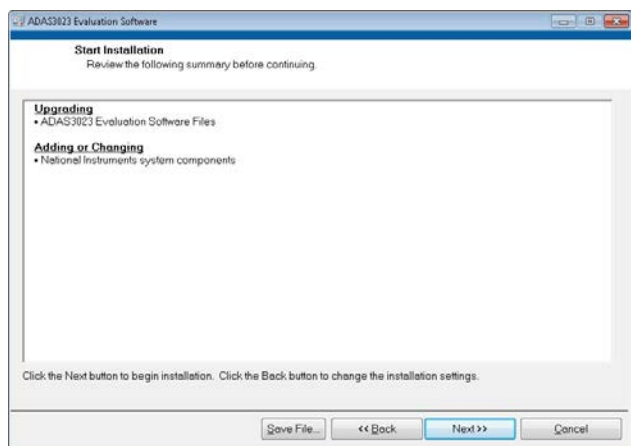 ADAS3023 Evaluation Software
Start Installation
Review the following summary before continuing.
Upgrading
• ADAS3023 Evaluation Software Files
Adding or Changing
• National Instruments system components
Click the Next button to begin installation. Click the Back button to change the installation settings.
Save File... << Back Next >> Cancel